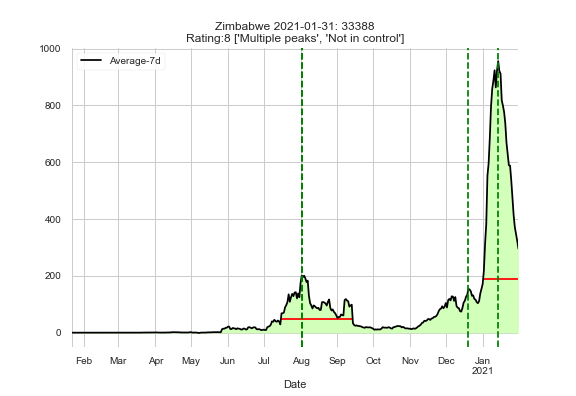 Zimbabwe 2021-01-31: 33388
Rating:8 ['Multiple peaks', 'Not in control']
Average-7d
1000
800
600
400
200
0
Feb Mar Apr May Jun Jul Aug Sep Oct Nov Dec Jan
2021
Date